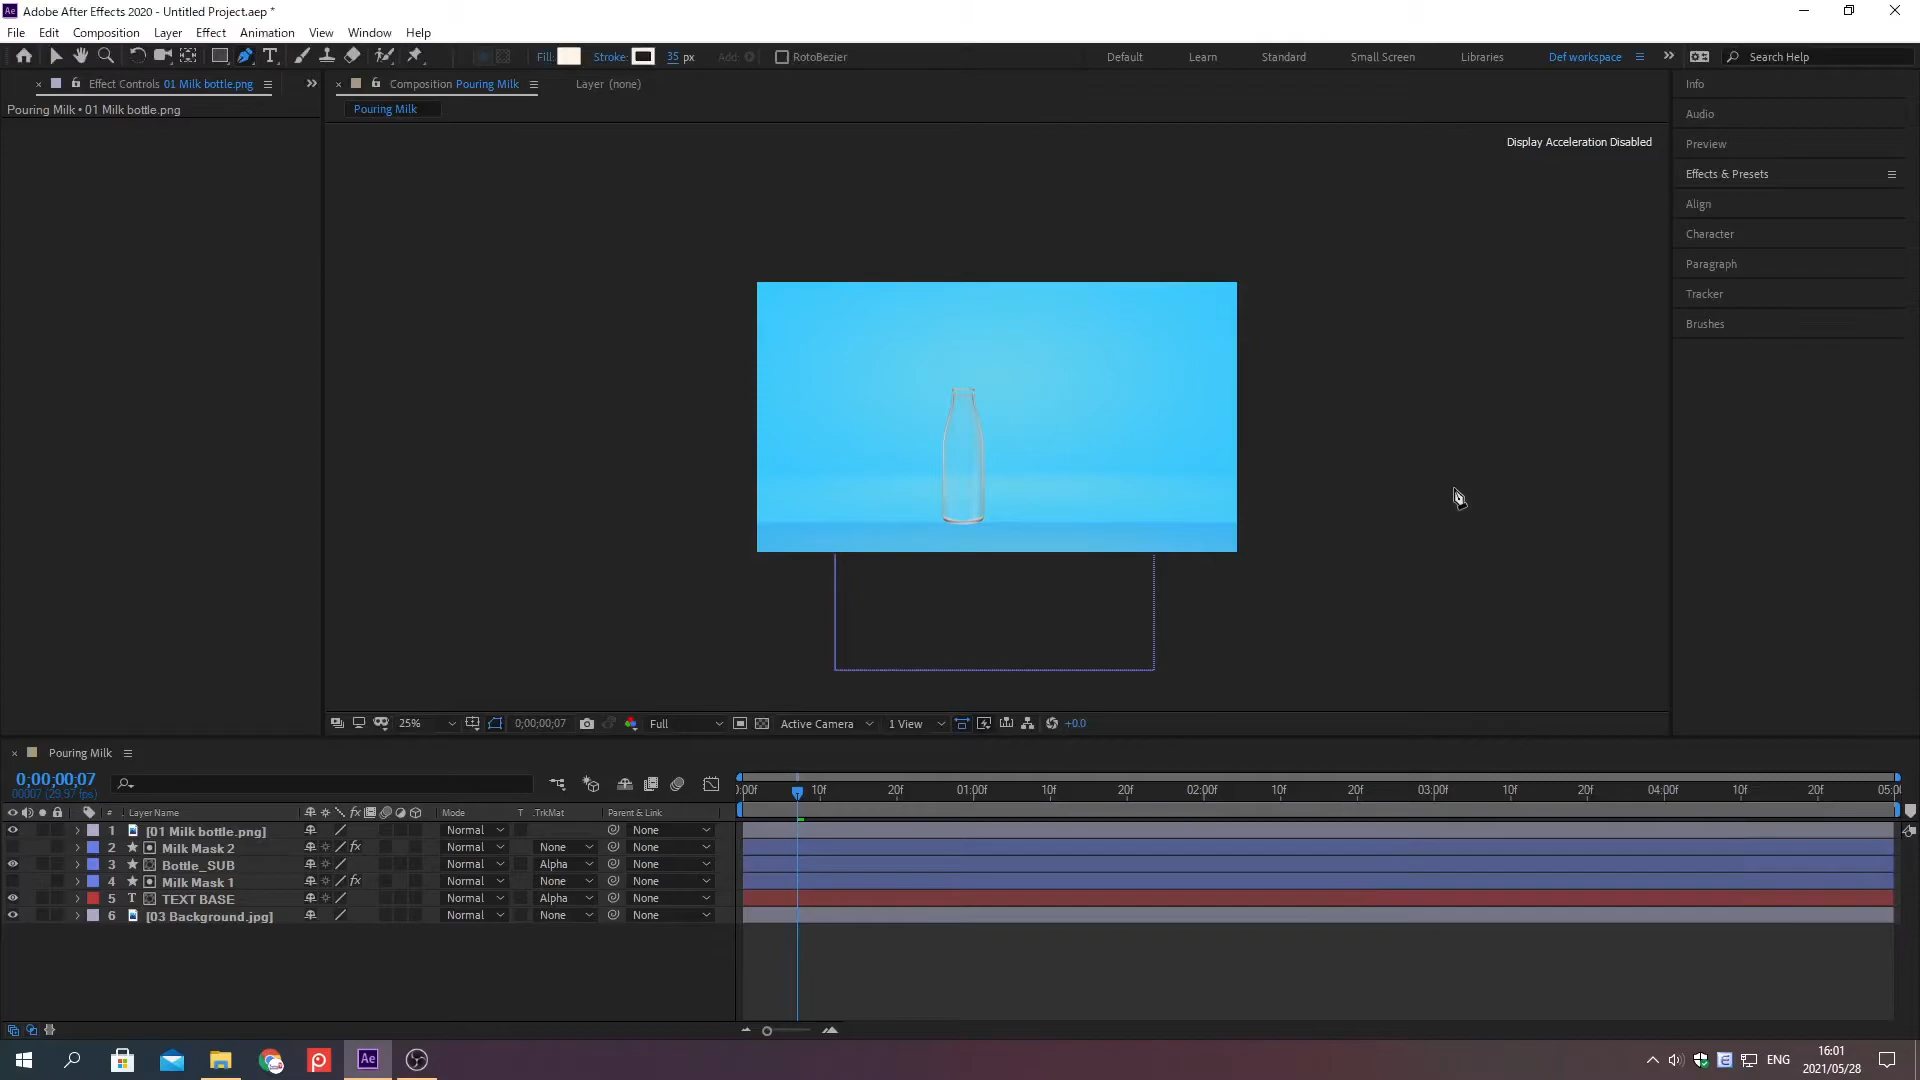 Ae Adobe After Effects 2020 - Untitled Project.aep *
File Edit Composition Layer Effect Animation View Window Help
Fill: Stroke: 35 px Add: RotoBezier Default Learn Standard Small Screen Libraries Def workspace Search Help
Effect Controls 01 Milk bottle.png
Composition Pouring Milk
Layer (none)
Pouring Milk • 01 Milk bottle.png
Pouring Milk
Display Acceleration Disabled
Info
Audio
Preview
Effects & Presets
Align
Character
Paragraph
Tracker
Brushes
25% 0;00;00;07 Full Active Camera 1 View +0.0
Pouring Milk
0;00;00;07
00007 (29.97 fps)
# Layer Name Mode T .TrkMat Parent & Link
10f 20f 01:00f 10f 20f 02:00f 10f 20f 03:00f 10f 20f 04:00f 10f 20f
1 [01 Milk bottle.png] Normal None
2 Milk Mask 2 fx Normal None None
3 Bottle_SUB Normal Alpha None
4 Milk Mask 1 fx Normal None None
5 T TEXT BASE Normal Alpha None
6 [03 Background.jpg] Normal None None
Ae
ENG
16:01
2021/05/28